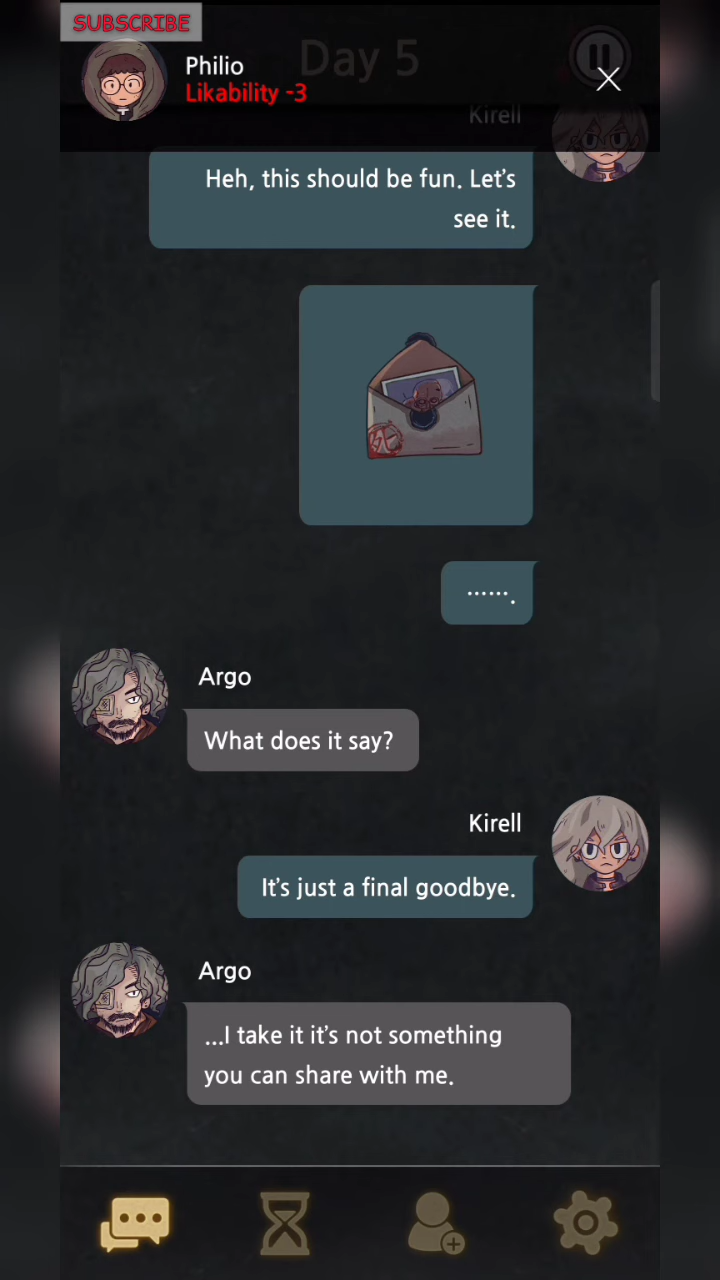 SUBSCRIBE
Day 5
Philio
Likability -3
Kirell
Heh, this should be fun. Let's
see it.
…….
Argo
What does it say?
Kirell
It's just a final goodbye.
Argo
...I take it it's not something
you can share with me.